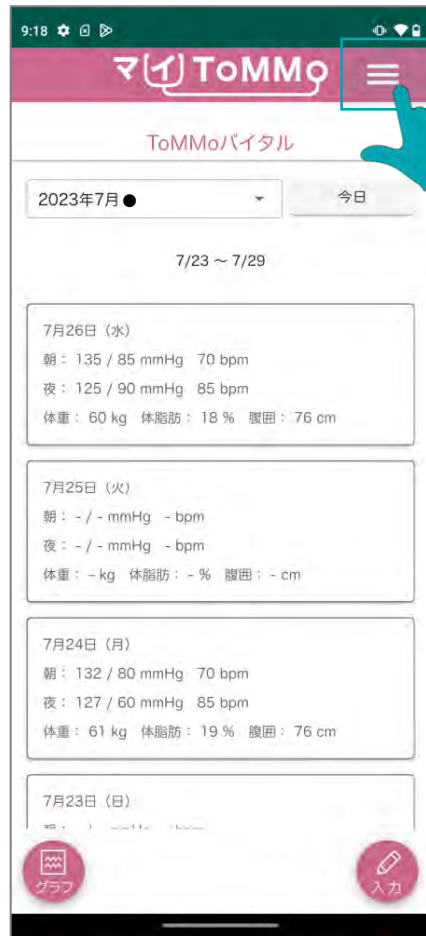 9:18
マイ ToMMo
ToMMoバイタル
2023年7月●
今日
7/23 ～ 7/29
7月26日（水）
朝： 135 / 85 mmHg 70 bpm
夜： 125 / 90 mmHg 85 bpm
体重： 60 kg 体脂肪： 18 % 腹囲： 76 cm
7月25日（火）
朝： - / - mmHg - bpm
夜： - / - mmHg - bpm
体重： - kg 体脂肪： - % 腹囲： - cm
7月24日（月）
朝： 132 / 80 mmHg 70 bpm
夜： 127 / 60 mmHg 85 bpm
体重： 61 kg 体脂肪： 19 % 腹囲： 76 cm
7月23日（日）
グラフ
入力